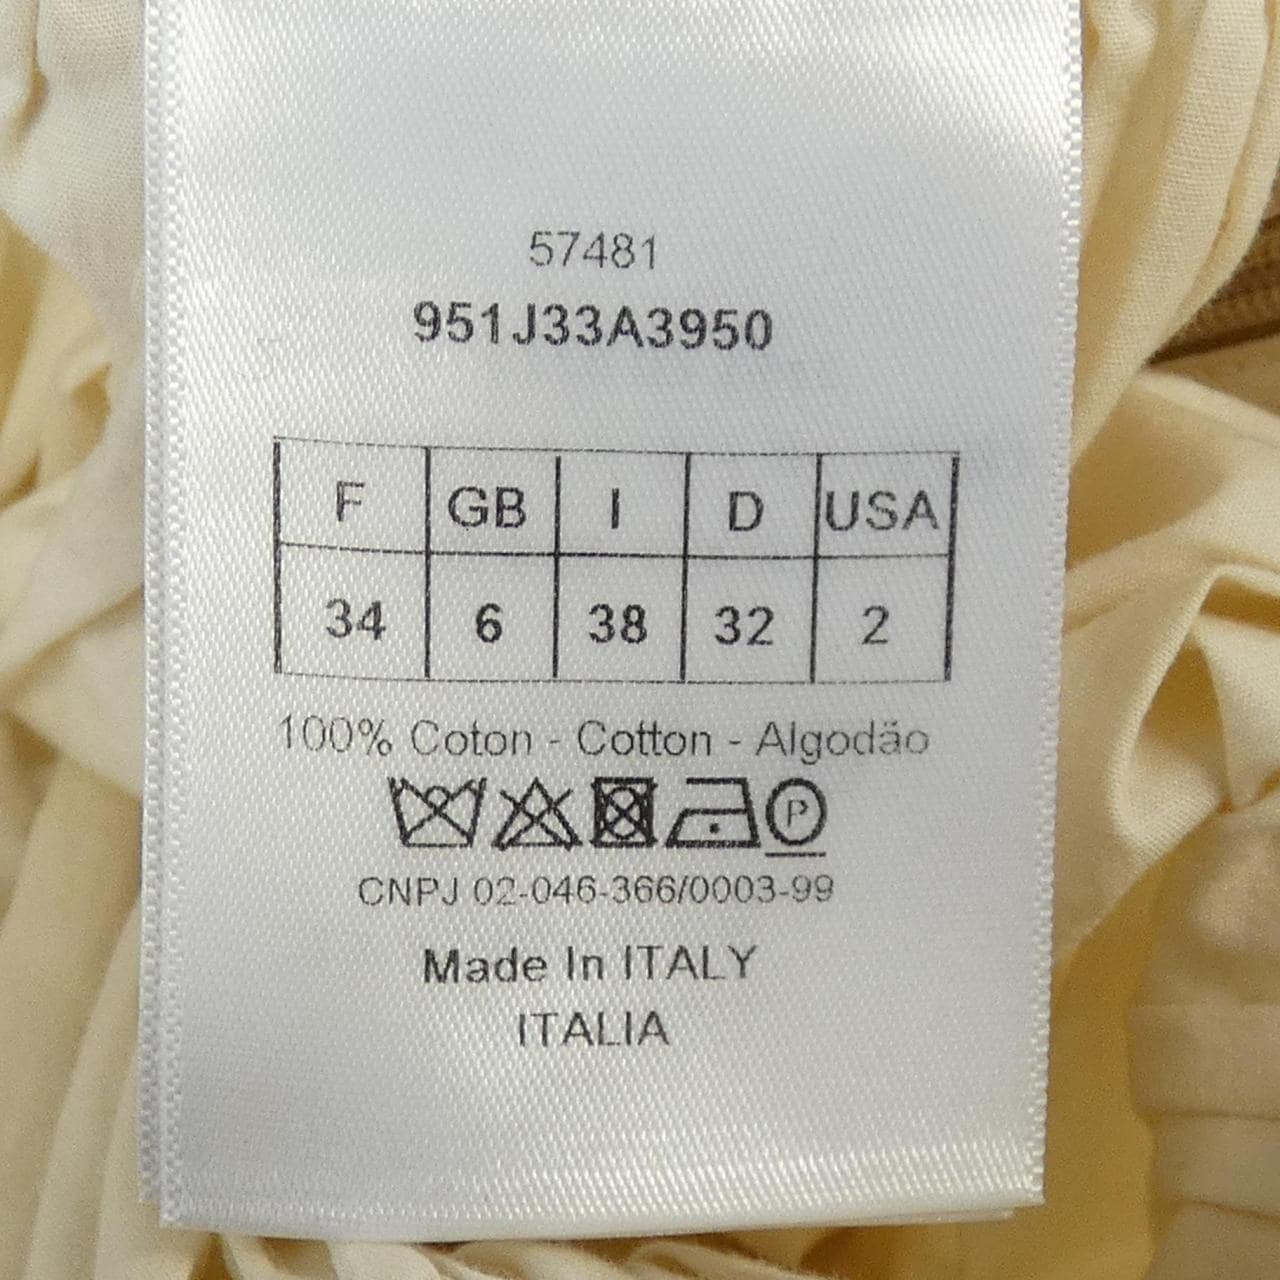 57481
951J33A3950
F GB I D USA
34 6 38 32 2
100% Coton - Cotton - Algodão
P
CNPJ 02-046-366/0003-99
Made In ITALY
ITALIA